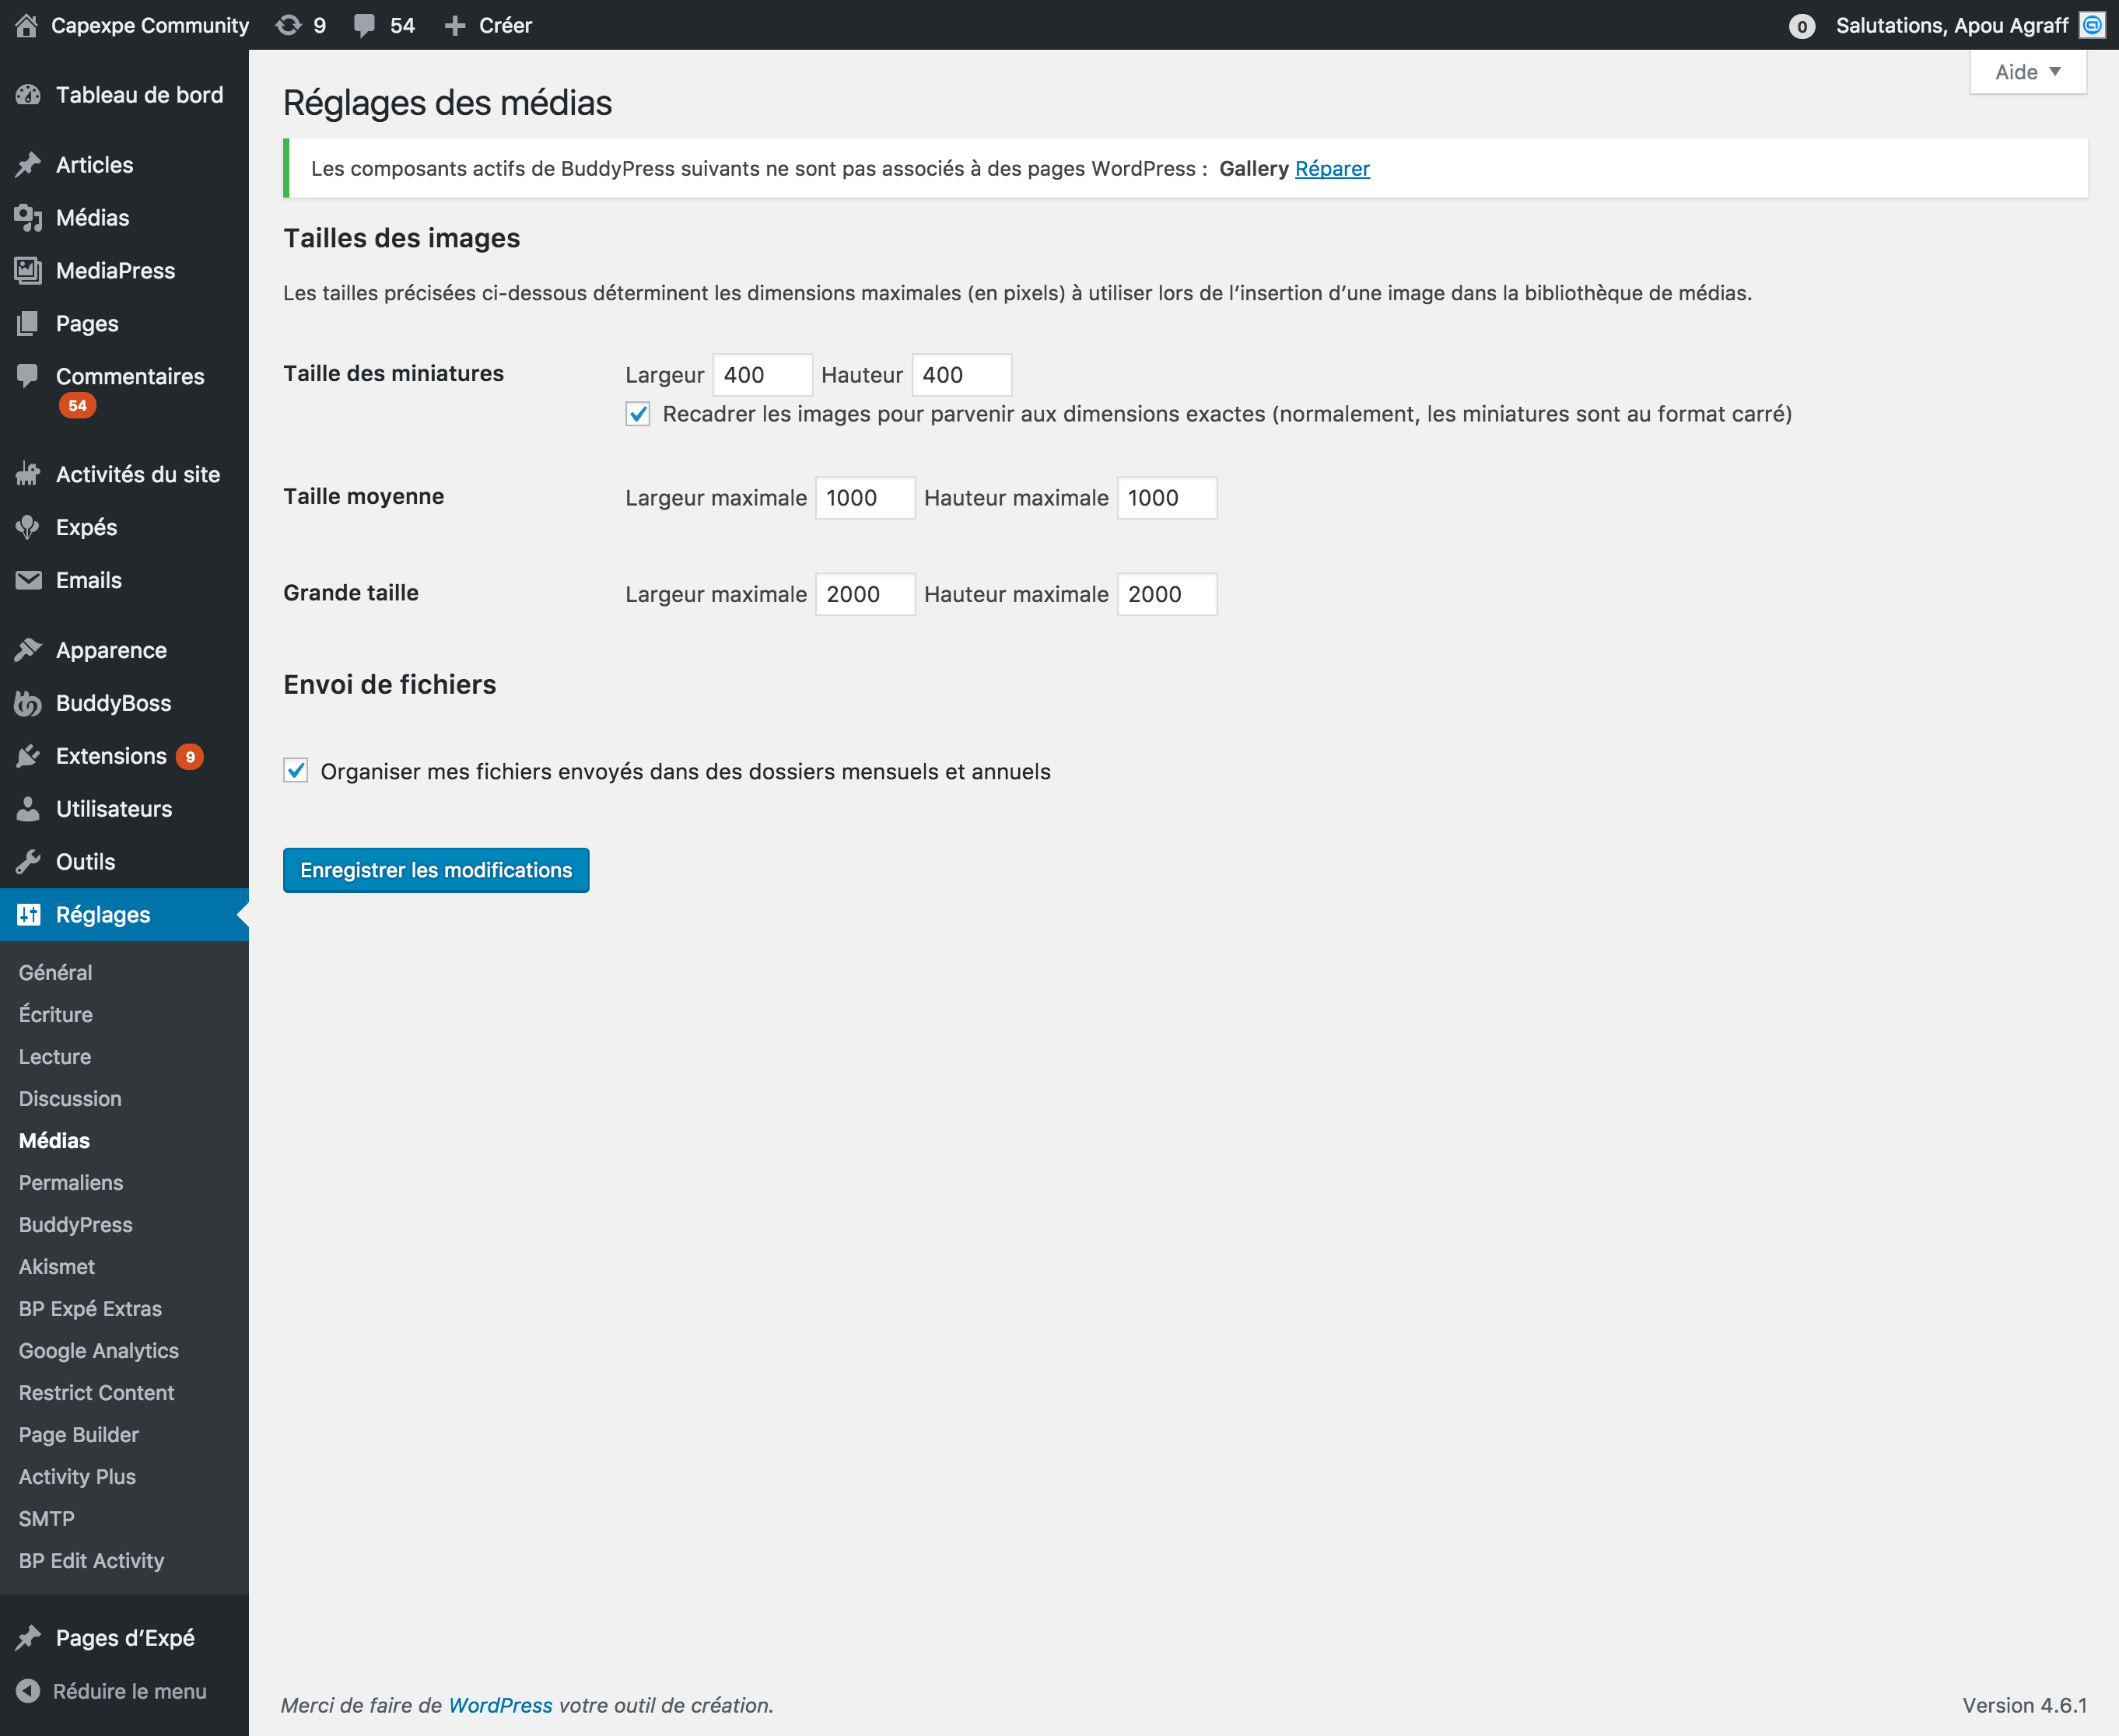 Capexpe Community 9 54 Créer 0 Salutations, Apou Agraff
Aide
Tableau de bord
Articles
Médias
MediaPress
Pages
Commentaires
54
Activités du site
Expés
Emails
Apparence
BuddyBoss
Extensions 9
Utilisateurs
Outils
Réglages
Général
Écriture
Lecture
Discussion
Médias
Permaliens
BuddyPress
Akismet
BP Expé Extras
Google Analytics
Restrict Content
Page Builder
Activity Plus
SMTP
BP Edit Activity
Pages d’Expé
Réduire le menu
Réglages des médias
Les composants actifs de BuddyPress suivants ne sont pas associés à des pages WordPress : Gallery Réparer
Tailles des images
Les tailles précisées ci-dessous déterminent les dimensions maximales (en pixels) à utiliser lors de l’insertion d’une image dans la bibliothèque de médias.
Taille des miniatures Largeur 400 Hauteur 400
Recadrer les images pour parvenir aux dimensions exactes (normalement, les miniatures sont au format carré)
Taille moyenne Largeur maximale 1000 Hauteur maximale 1000
Grande taille Largeur maximale 2000 Hauteur maximale 2000
Envoi de fichiers
Organiser mes fichiers envoyés dans des dossiers mensuels et annuels
Enregistrer les modifications
Merci de faire de WordPress votre outil de création. Version 4.6.1